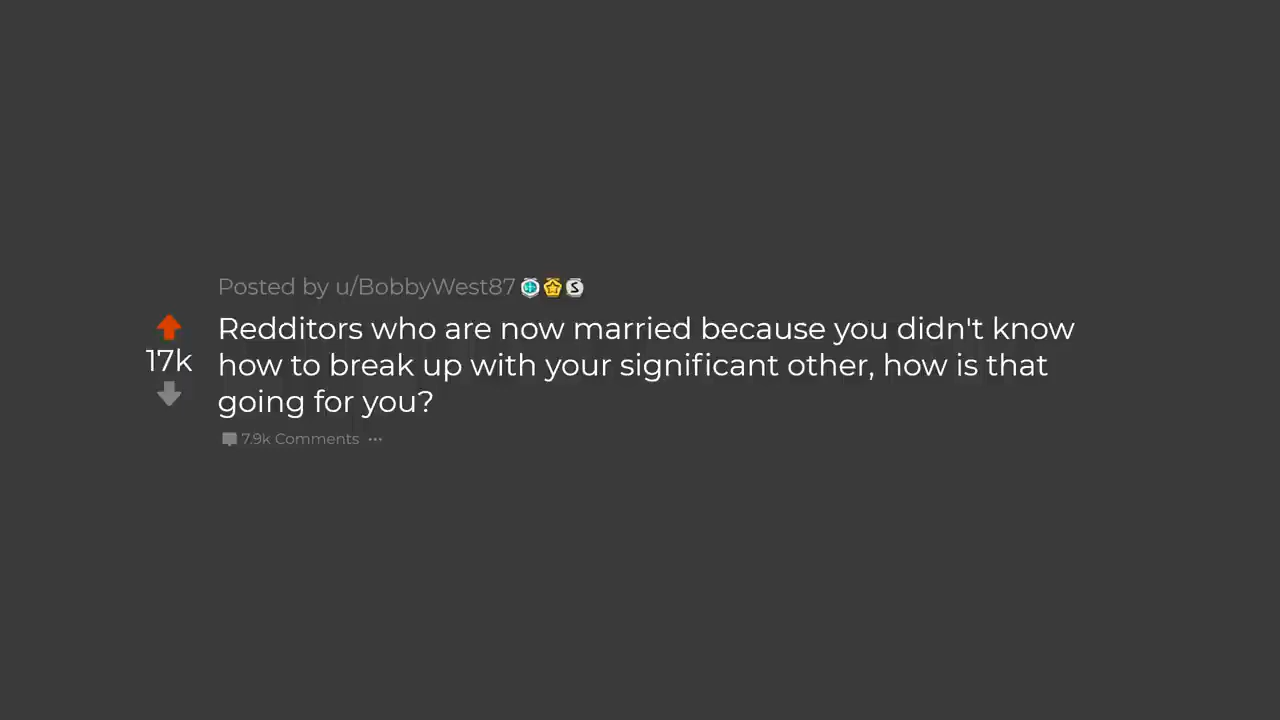 Posted by u/BobbyWest87
Redditors who are now married because you didn't know
17k
how to break up with your significant other, how is that
going for you?
7.9k Comments ...